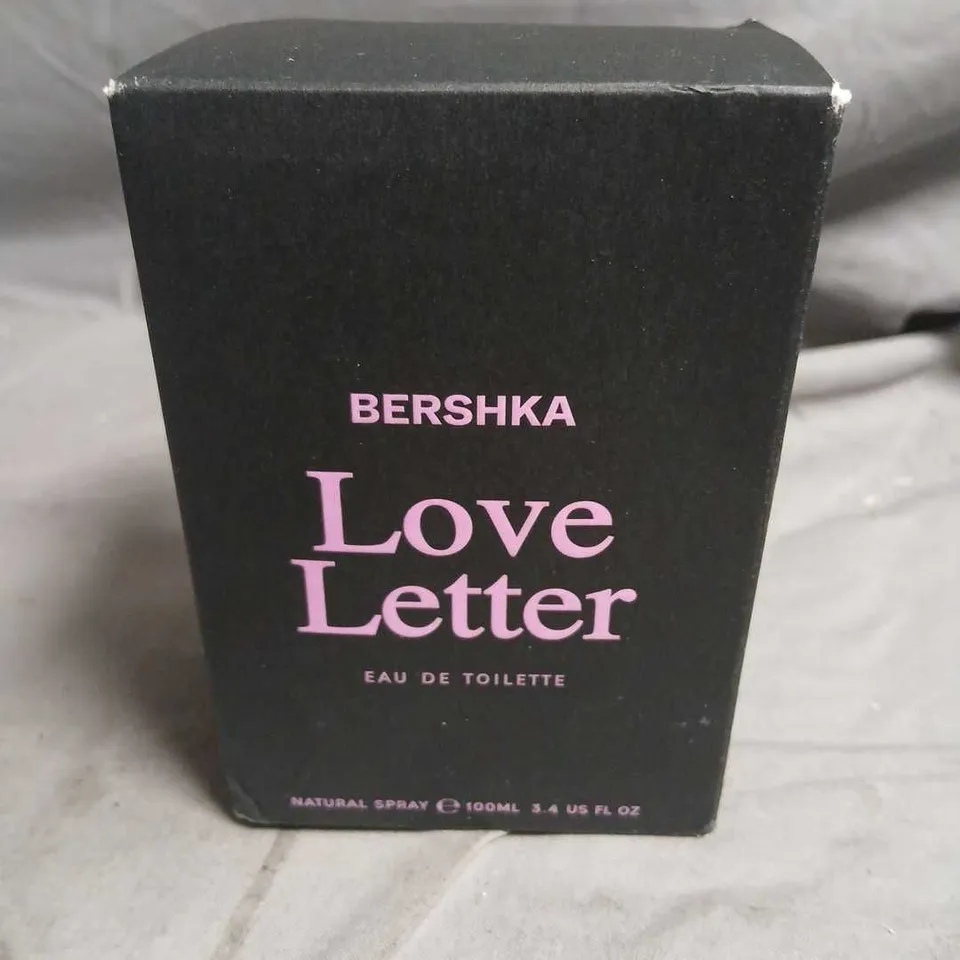 BERSHKA
Love
Letter
EAU DE TOILETTE
NATURAL SPRAY ℮ 100ML 3.4 US FL OZ